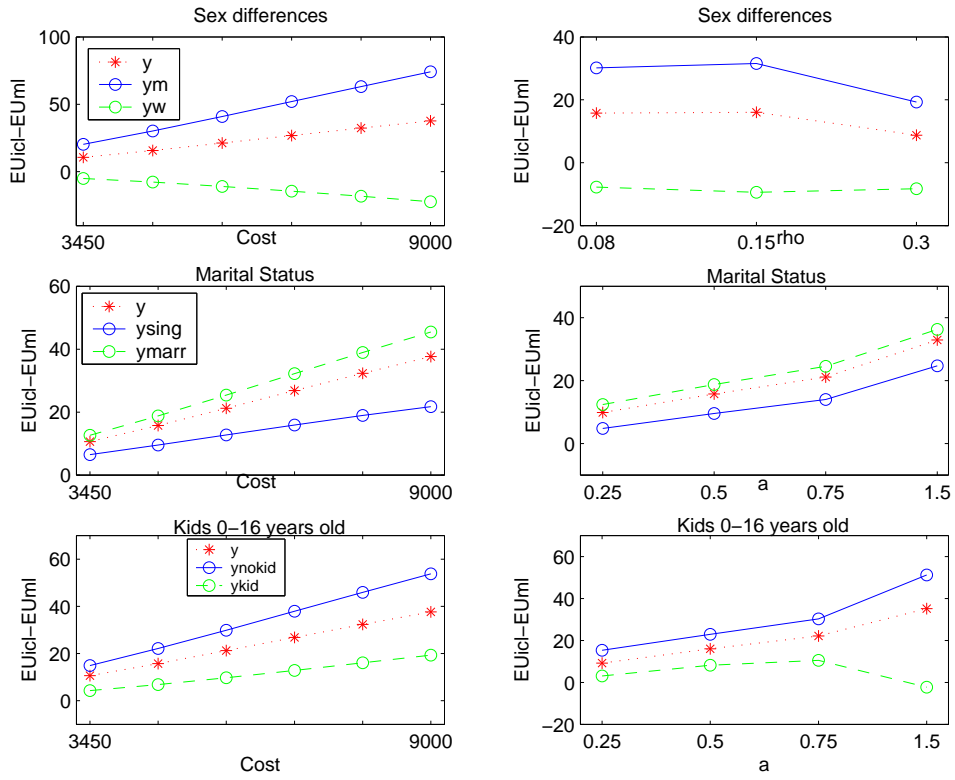 Sex differences
100
50
0
EUicl−EUml
y
ym
yw
3450
Cost
9000
Sex differences
40
20
0
−20
EUicl−EUml
0.08
0.15
rho
0.3
Marital Status
60
40
20
0
EUicl−EUml
y
ysing
ymarr
3450
Cost
9000
Marital Status
40
20
0
EUicl−EUml
0.25
0.5
a
0.75
1.5
Kids 0−16 years old
60
40
20
0
EUicl−EUml
y
ynokid
ykid
3450
Cost
9000
Kids 0−16 years old
60
40
20
0
−20
EUicl−EUml
0.25
0.5
0.75
1.5
a